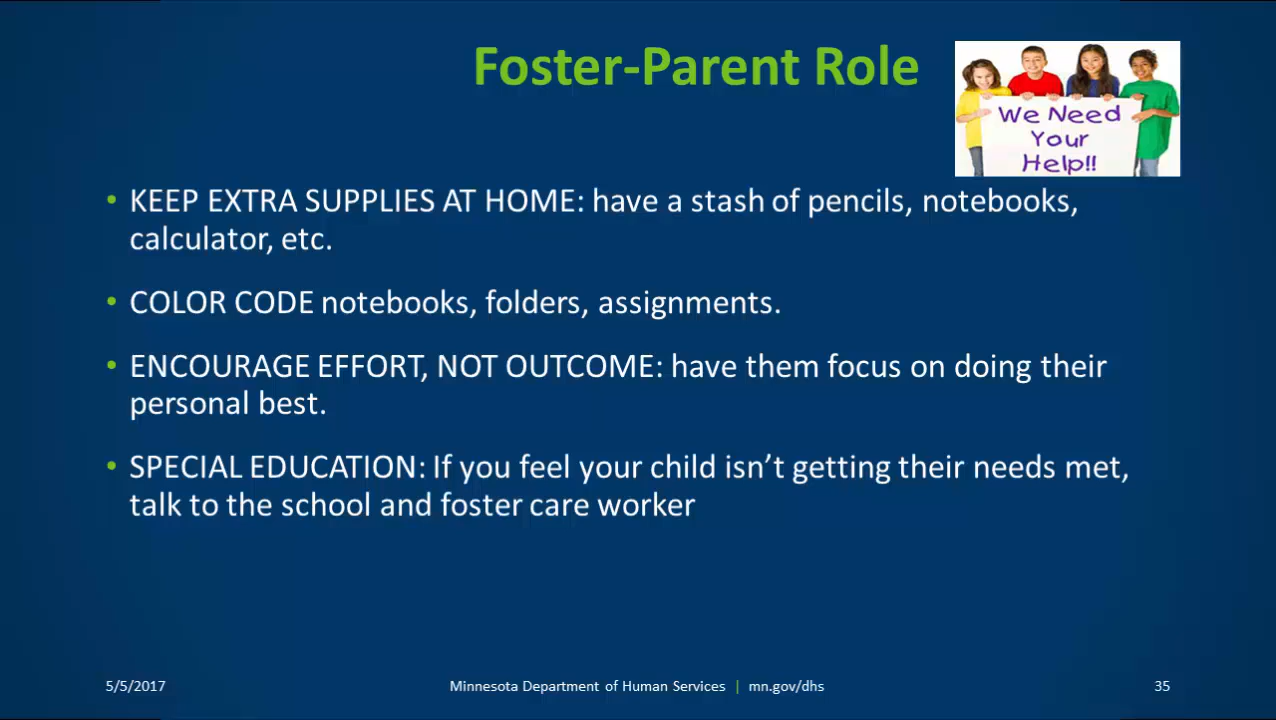 Foster-Parent Role
We Need
Your
Help!!
• KEEP EXTRA SUPPLIES AT HOME: have a stash of pencils, notebooks,
calculator, etc.
• COLOR CODE notebooks, folders, assignments.
• ENCOURAGE EFFORT, NOT OUTCOME: have them focus on doing their
personal best.
• SPECIAL EDUCATION: If you feel your child isn’t getting their needs met,
talk to the school and foster care worker
5/5/2017
Minnesota Department of Human Services | mn.gov/dhs
35